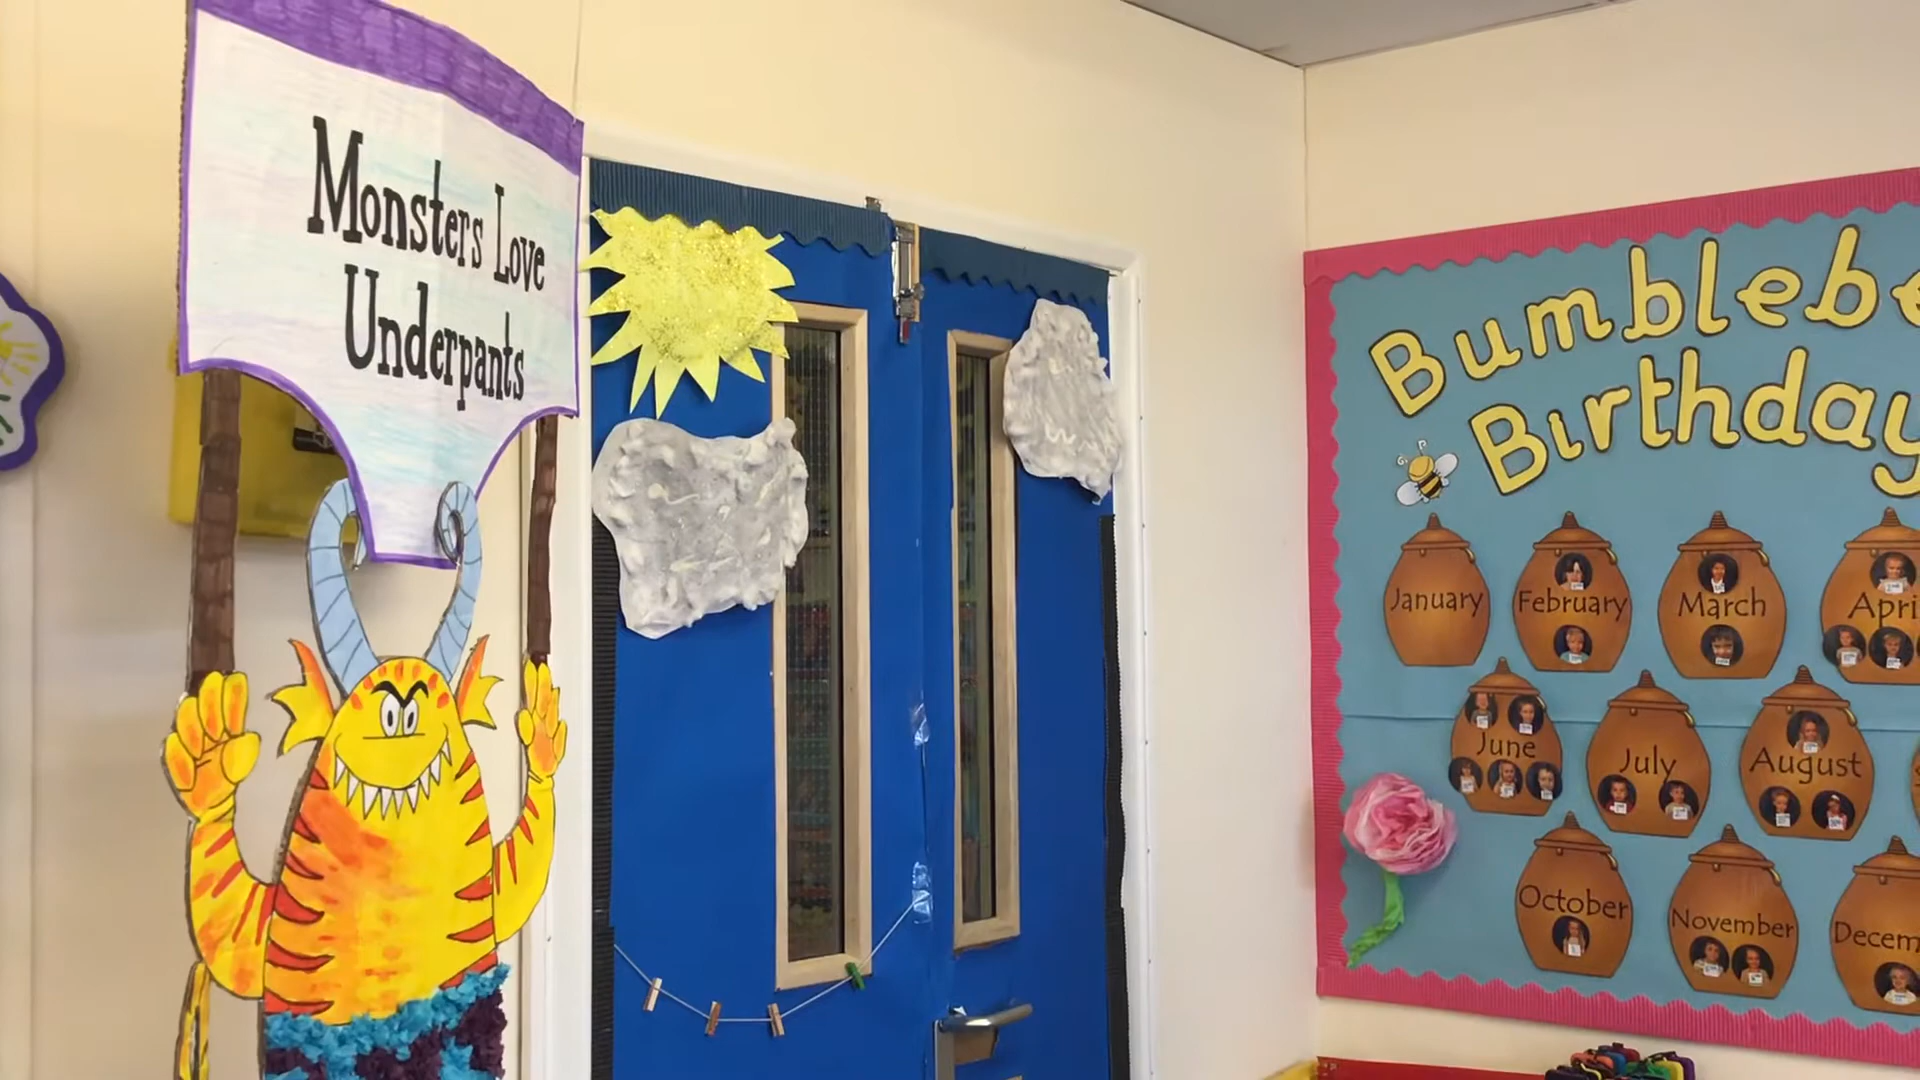 Monsters Love
Underpants
Bumblebe
Birthday
January
February
March
Apri
June
July
August
October
November
Decem